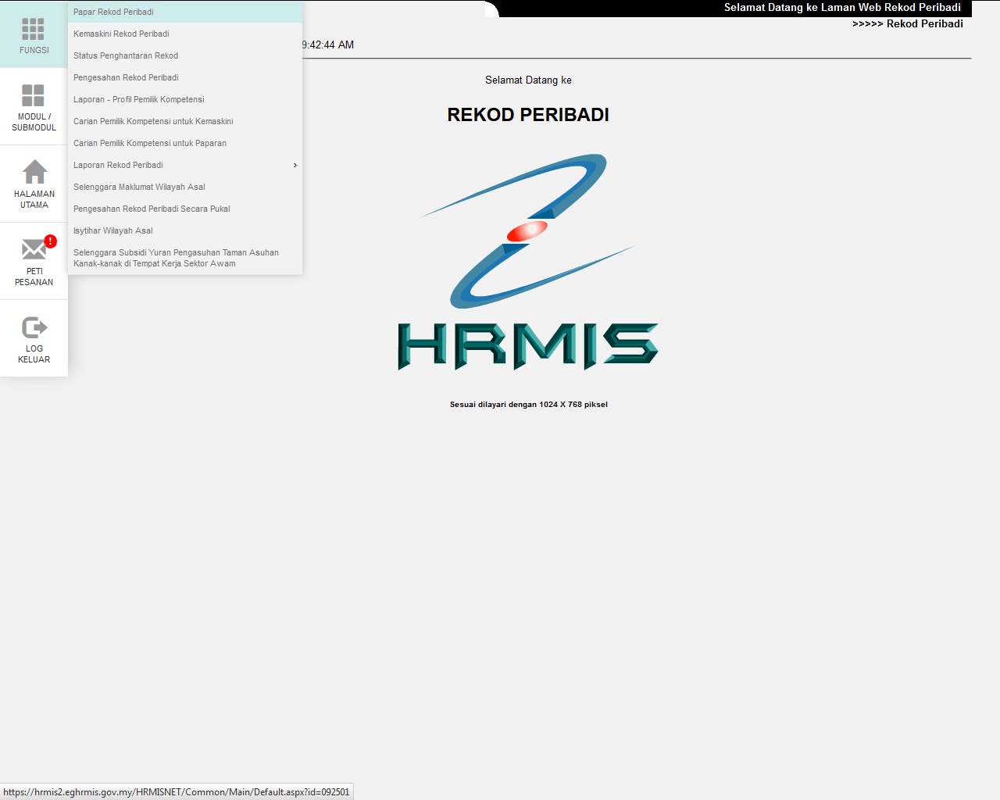 Selamat Datang ke Laman Web Rekod Peribadi
>>>>> Rekod Peribadi
9:42:44 AM
FUNGSI
MODUL /
SUBMODUL
HALAMAN
UTAMA
!
PETI
PESANAN
LOG
KELUAR
Papar Rekod Peribadi
Kemaskini Rekod Peribadi
Status Penghantaran Rekod
Pengesahan Rekod Peribadi
Laporan - Profil Pemilik Kompetensi
Carian Pemilik Kompetensi untuk Kemaskini
Carian Pemilik Kompetensi untuk Paparan
Laporan Rekod Peribadi ›
Selenggara Maklumat Wilayah Asal
Pengesahan Rekod Peribadi Secara Pukal
Isytihar Wilayah Asal
Selenggara Subsidi Yuran Pengasuhan Taman Asuhan
Kanak-kanak di Tempat Kerja Sektor Awam
Selamat Datang ke
REKOD PERIBADI
HRMIS
Sesuai dilayari dengan 1024 X 768 piksel
https://hrmis2.eghrmis.gov.my/HRMISNET/Common/Main/Default.aspx?id=092501